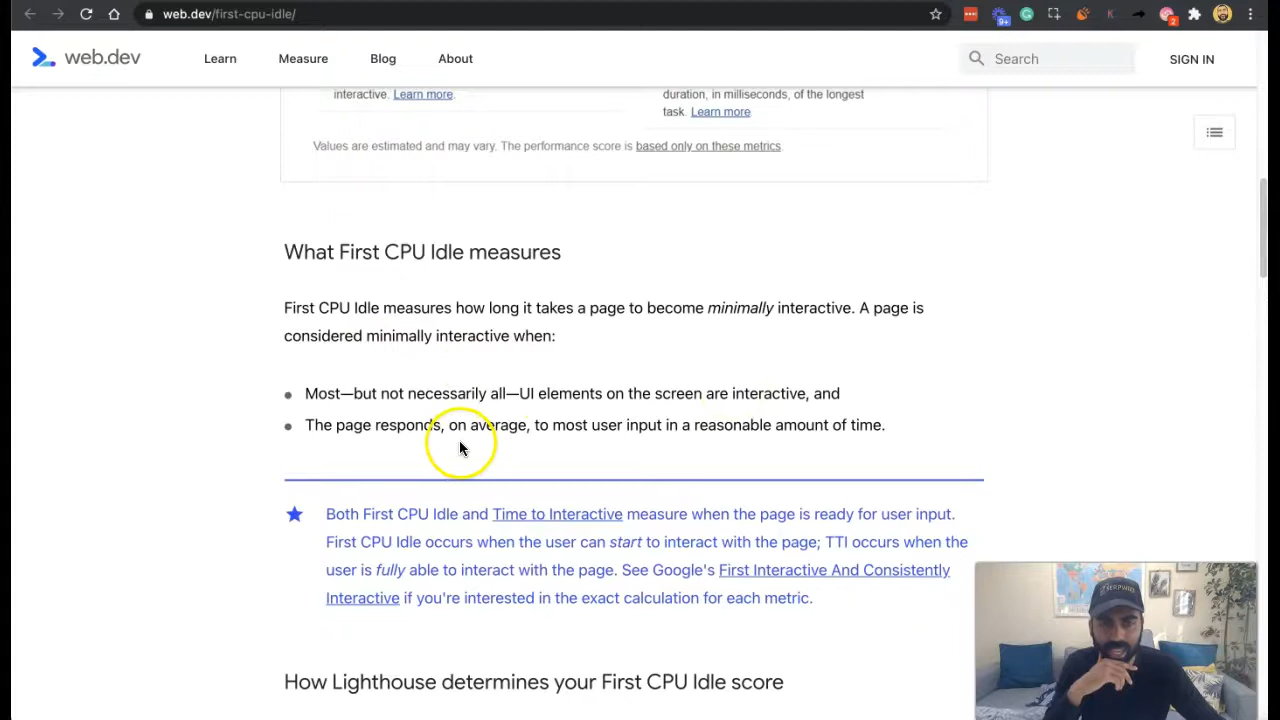 web.dev/first-cpu-idle/
9+
K
2
web.dev
Learn
Measure
Blog
About
Search
SIGN IN
interactive. Learn more.
duration, in milliseconds, of the longest
task. Learn more
Values are estimated and may vary. The performance score is based only on these metrics.
What First CPU Idle measures
First CPU Idle measures how long it takes a page to become minimally interactive. A page is
considered minimally interactive when:
Most—but not necessarily all—UI elements on the screen are interactive, and
The page responds, on average, to most user input in a reasonable amount of time.
Both First CPU Idle and Time to Interactive measure when the page is ready for user input.
First CPU Idle occurs when the user can start to interact with the page; TTI occurs when the
user is fully able to interact with the page. See Google's First Interactive And Consistently
Interactive if you're interested in the exact calculation for each metric.
How Lighthouse determines your First CPU Idle score